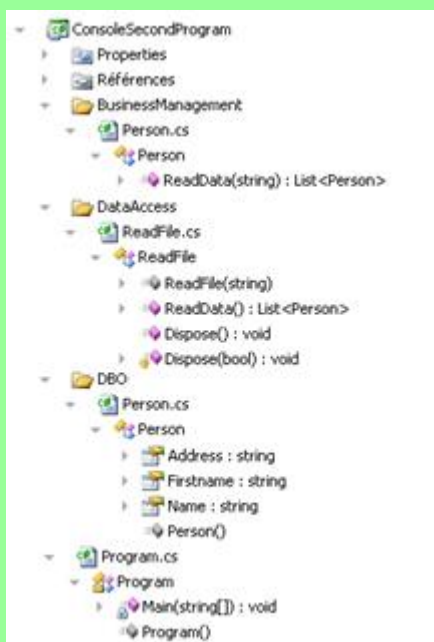 ConsoleSecondProgram
Properties
Références
BusinessManagement
Person.cs
Person
ReadData(string) : List<Person>
DataAccess
ReadFile.cs
ReadFile
ReadFile(string)
ReadData() : List<Person>
Dispose() : void
Dispose(bool) : void
DBO
Person.cs
Person
Address : string
Firstname : string
Name : string
Person()
Program.cs
Program
Main(string[]) : void
Program()